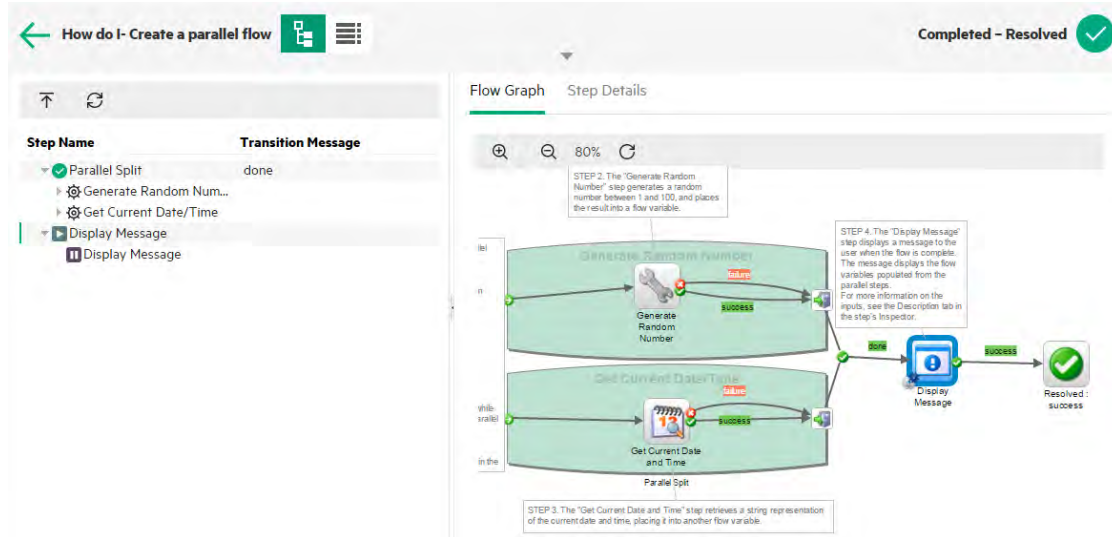 How do I- Create a parallel flow
Completed – Resolved
Flow Graph
Step Details
Step Name
Transition Message
Parallel Split
done
Generate Random Num...
Get Current Date/Time
Display Message
Display Message
80%
STEP 2. The "Generate Random
Number" step generates a random
number between 1 and 100, and places
the result into a flow variable.
Generate Random Number
failure
success
Generate
Random
Number
STEP 4. The "Display Message"
step displays a message to the
user when the flow is complete.
The message displays the flow
variables populated from the
parallel steps.
For more information on the
inputs, see the Description tab in
the step's Inspector.
done
success
Display
Message
Resolved :
success
Get Current Date/Time
failure
success
Get Current Date
and Time
Parallel Split
in the
STEP 3. The "Get Current Date and Time" step retrieves a string representation
of the current date and time, placing it into another flow variable.